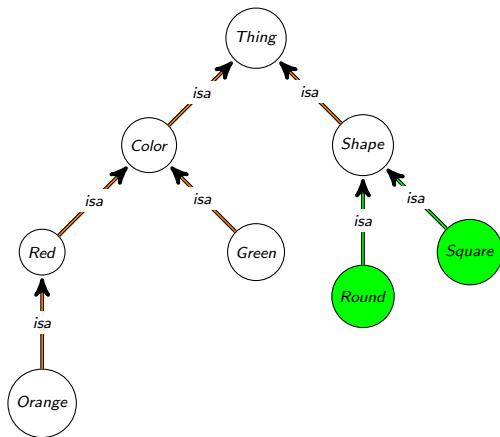 Thing
isa
isa
Color
Shape
isa
isa
isa
isa
Red
Green
Square
Round
isa
Orange